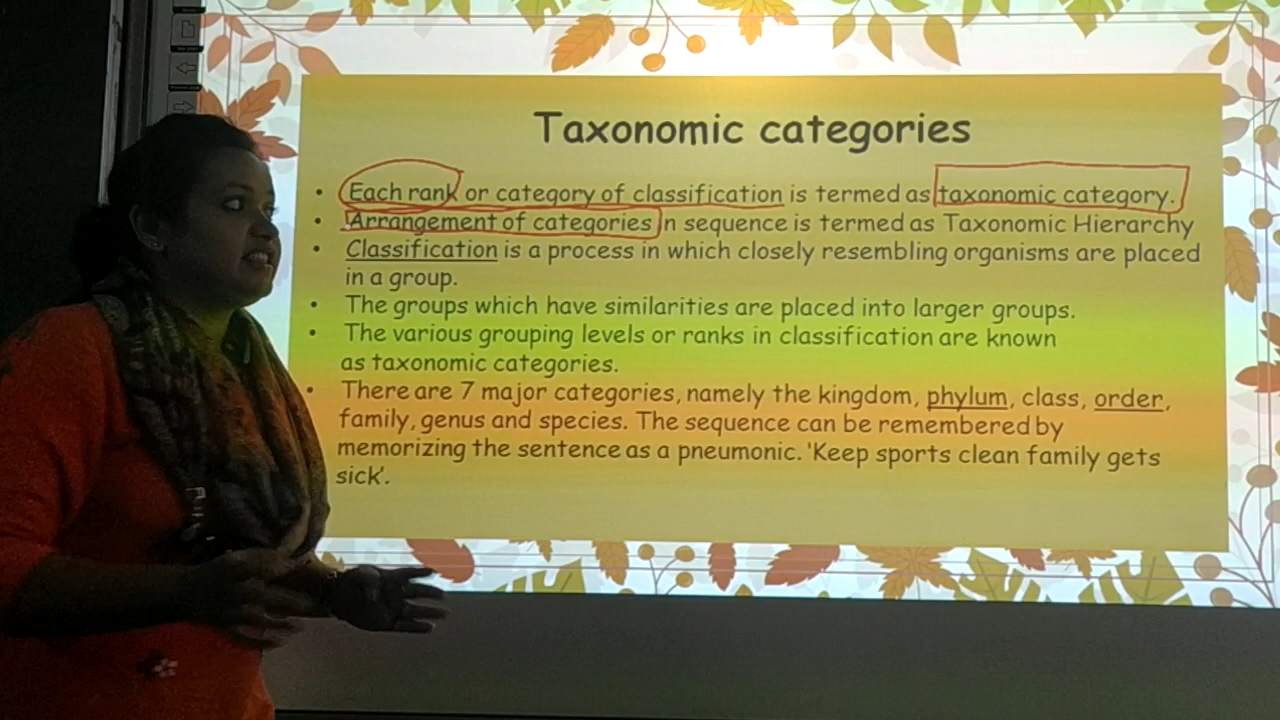 Taxonomic categories
• Each rank or category of classification is termed as taxonomic category.
• Arrangement of categories in sequence is termed as Taxonomic Hierarchy
• Classification is a process in which closely resembling organisms are placed
in a group.
• The groups which have similarities are placed into larger groups.
• The various grouping levels or ranks in classification are known
as taxonomic categories.
• There are 7 major categories, namely the kingdom, phylum, class, order,
family, genus and species. The sequence can be remembered by
memorizing the sentence as a pneumonic. 'Keep sports clean family gets
sick'.